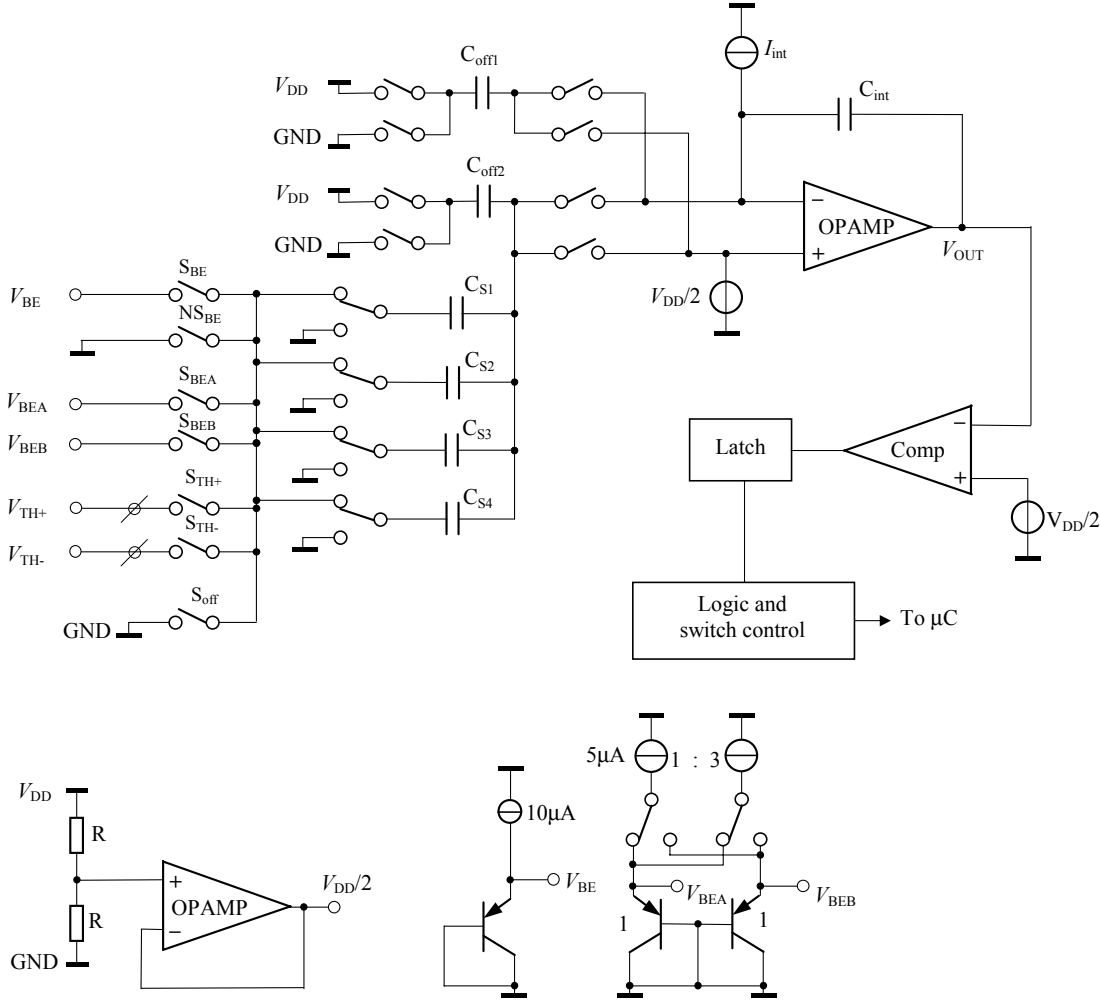 I_int
C_off1
V_DD
C_int
GND
C_off2
V_DD
OPAMP
−
+
GND
V_OUT
S_BE
V_BE
C_S1
V_DD/2
NS_BE
C_S2
S_BEA
V_BEA
S_BEB
V_BEB
C_S3
Latch
Comp
−
+
S_TH+
V_TH+
C_S4
S_TH-
V_TH-
V_DD/2
S_off
GND
Logic and
switch control
To μC
5μA 1 : 3
V_DD
R
10μA
+
OPAMP
−
V_DD/2
V_BE
V_BEA
V_BEB
R
1
1
GND